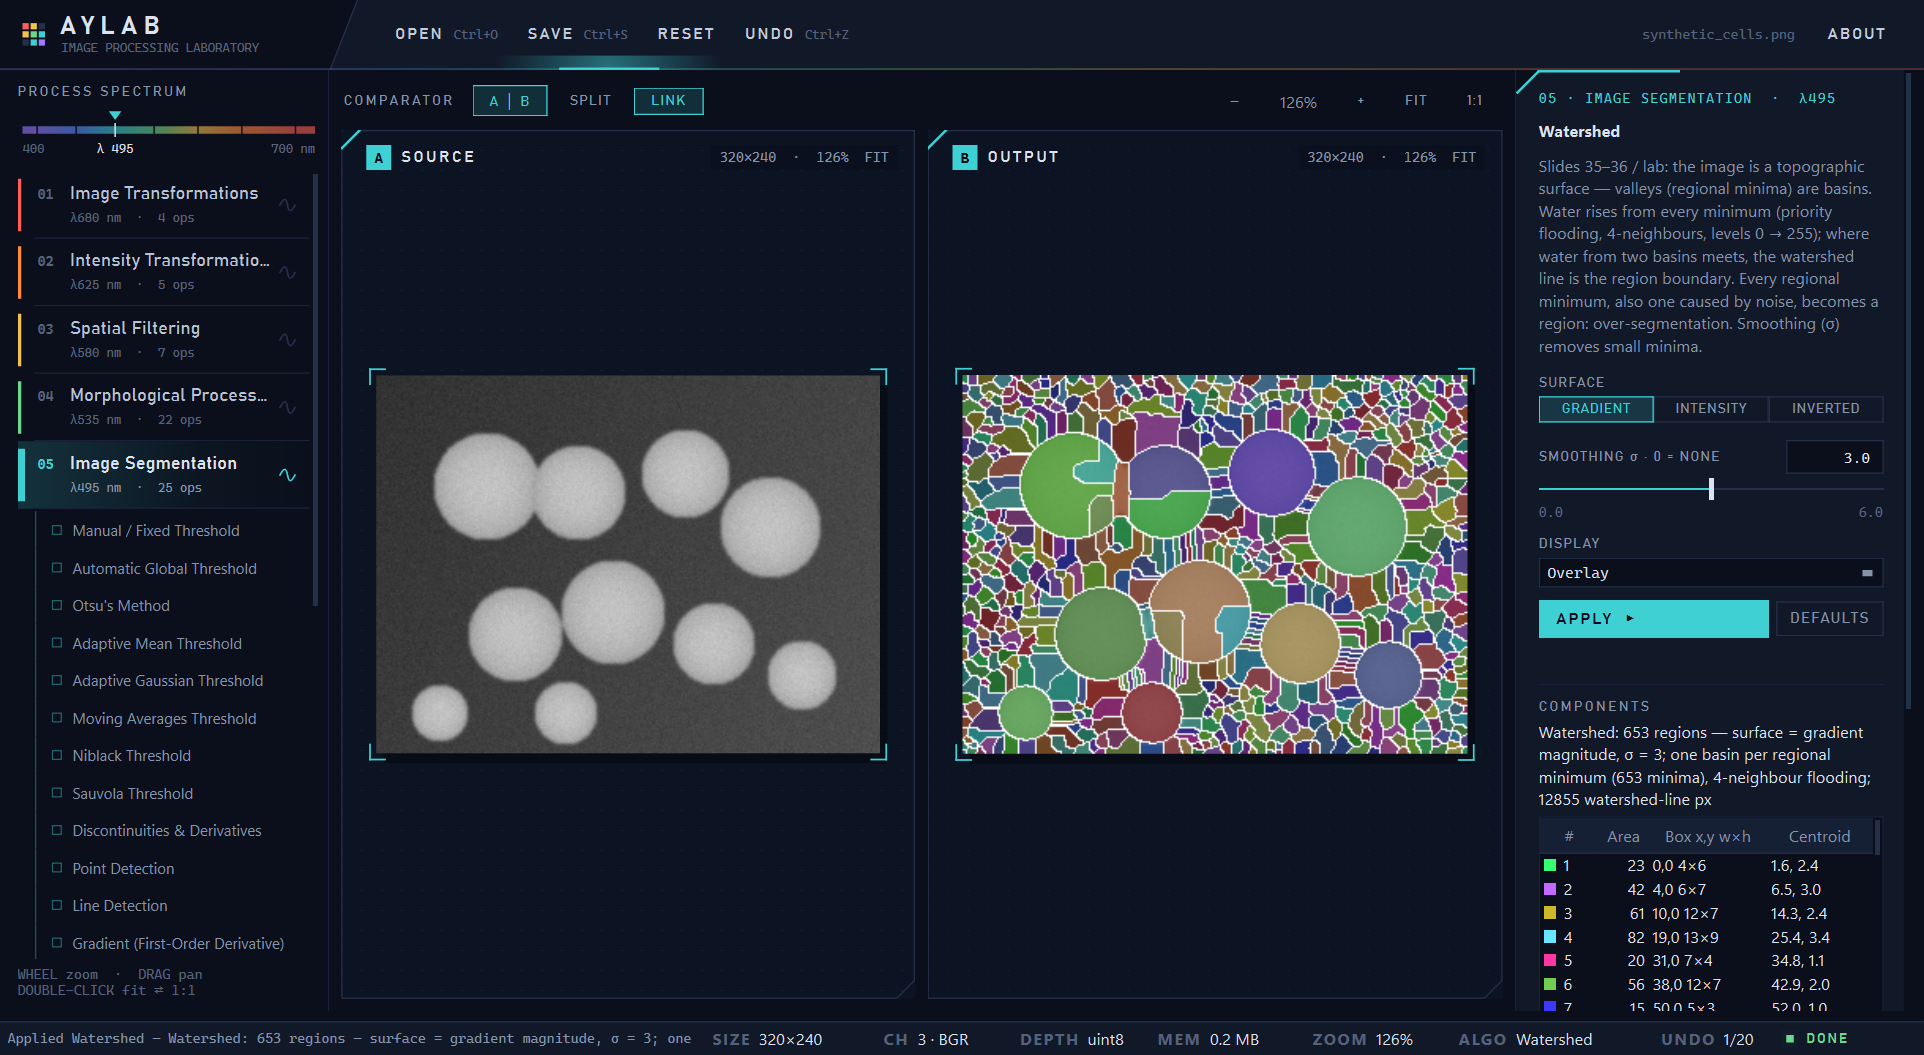 AYLAB
IMAGE PROCESSING LABORATORY
OPEN Ctrl+O SAVE Ctrl+S RESET UNDO Ctrl+Z
synthetic_cells.png ABOUT
PROCESS SPECTRUM
400 λ 495 700 nm
01 Image Transformations
λ680 nm · 4 ops
02 Intensity Transformatio...
λ625 nm · 5 ops
03 Spatial Filtering
λ580 nm · 7 ops
04 Morphological Process...
λ535 nm · 22 ops
05 Image Segmentation
λ495 nm · 25 ops
Manual / Fixed Threshold
Automatic Global Threshold
Otsu's Method
Adaptive Mean Threshold
Adaptive Gaussian Threshold
Moving Averages Threshold
Niblack Threshold
Sauvola Threshold
Discontinuities & Derivatives
Point Detection
Line Detection
Gradient (First-Order Derivative)
WHEEL zoom · DRAG pan
DOUBLE-CLICK fit ⇄ 1:1
COMPARATOR A | B SPLIT LINK
− 126% + FIT 1:1
A SOURCE 320×240 · 126% FIT
B OUTPUT 320×240 · 126% FIT
05 · IMAGE SEGMENTATION · λ495
Watershed
Slides 35–36 / lab: the image is a topographic
surface — valleys (regional minima) are basins.
Water rises from every minimum (priority
flooding, 4-neighbours, levels 0 → 255); where
water from two basins meets, the watershed
line is the region boundary. Every regional
minimum, also one caused by noise, becomes a
region: over-segmentation. Smoothing (σ)
removes small minima.
SURFACE
GRADIENT INTENSITY INVERTED
SMOOTHING σ · 0 = NONE 3.0
0.0 6.0
DISPLAY
Overlay
APPLY ► DEFAULTS
COMPONENTS
Watershed: 653 regions — surface = gradient
magnitude, σ = 3; one basin per regional
minimum (653 minima), 4-neighbour flooding;
12855 watershed-line px
# Area Box x,y w×h Centroid
1 23 0,0 4×6 1.6, 2.4
2 42 4,0 6×7 6.5, 3.0
3 61 10,0 12×7 14.3, 2.4
4 82 19,0 13×9 25.4, 3.4
5 20 31,0 7×4 34.8, 1.1
6 56 38,0 12×7 42.9, 2.0
7 15 50,0 5×3 52.0, 1.0
Applied Watershed — Watershed: 653 regions — surface = gradient magnitude, σ = 3; one
SIZE 320×240 CH 3 · BGR DEPTH uint8 MEM 0.2 MB ZOOM 126% ALGO Watershed UNDO 1/20 DONE